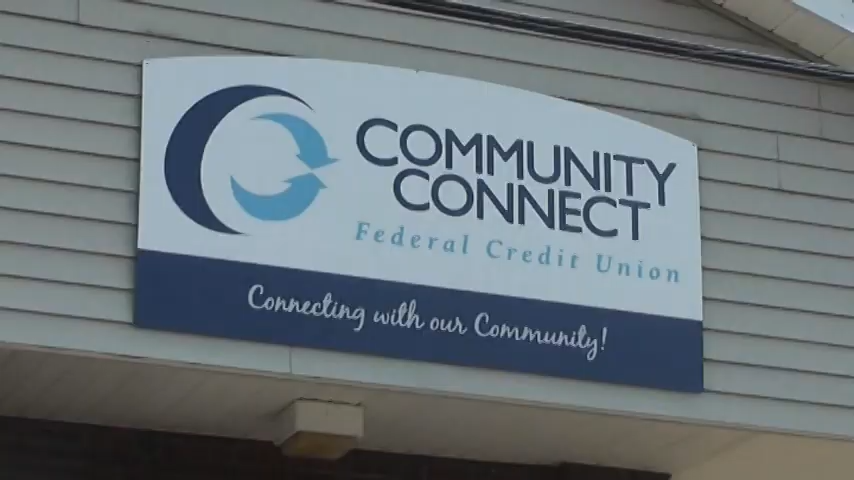 COMMUNITY
CONNECT
Federal Credit Union
Connecting with our Community!